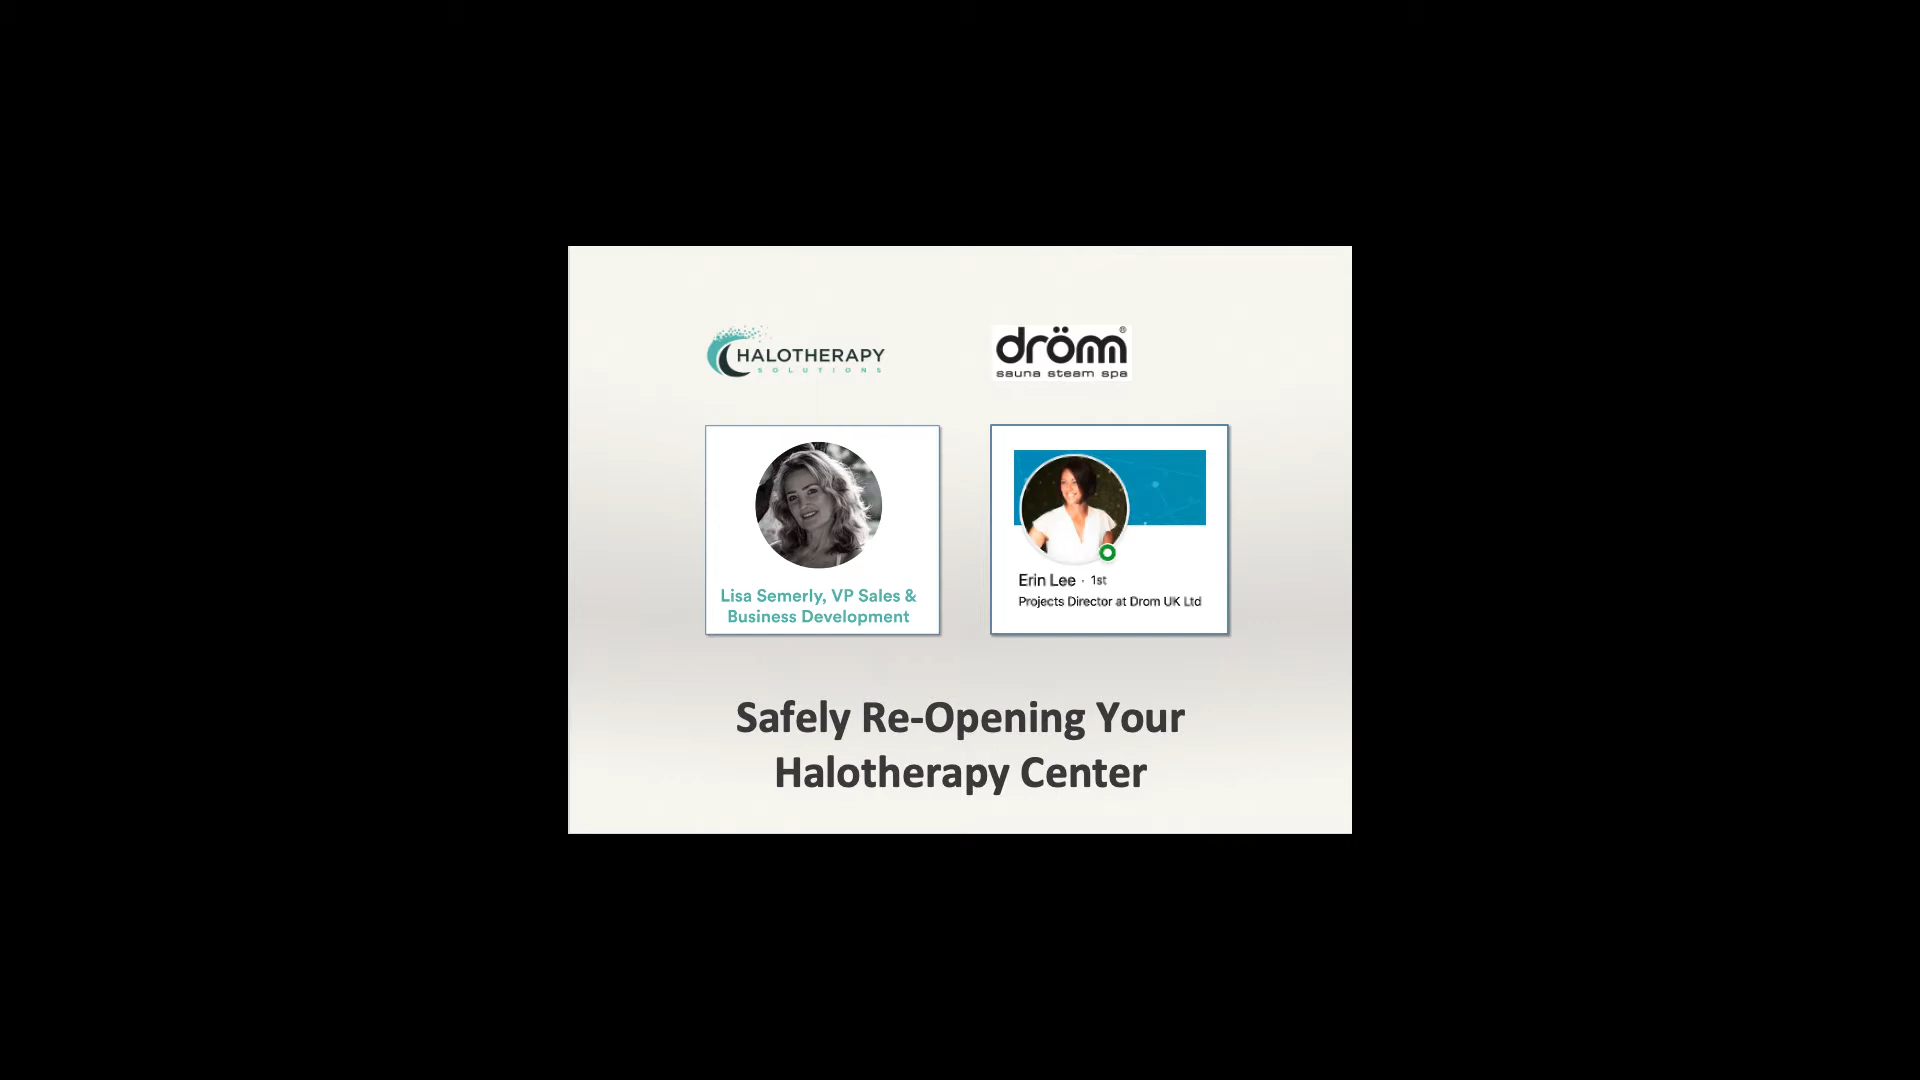 HALOTHERAPY
SOLUTIONS
dröm®
sauna steam spa
Lisa Semerly, VP Sales &
Business Development
Erin Lee · 1st
Projects Director at Drom UK Ltd
Safely Re-Opening Your
Halotherapy Center